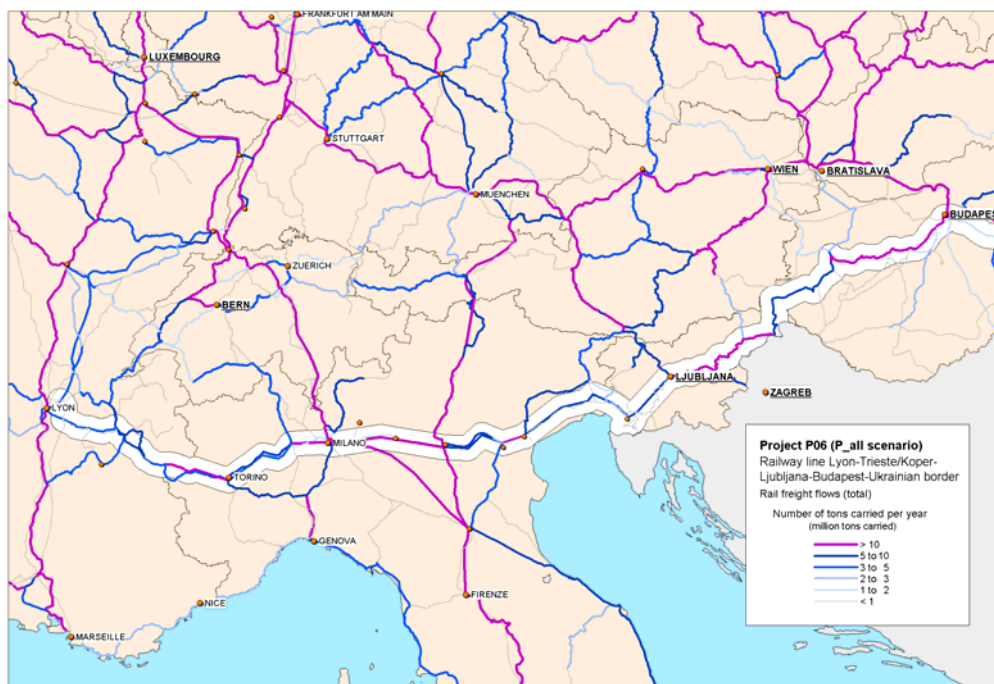 FRANKFURT AM MAIN
LUXEMBOURG
STUTTGART
WIEN
BRATISLAVA
MUENCHEN
BUDAPES
ZUERICH
BERN
LJUBLJANA
ZAGREB
LYON
MILANO
TORINO
GENOVA
NICE
FIRENZE
MARSEILLE
Project P06 (P_all scenario)
Railway line Lyon-Trieste/Koper-
Ljubljana-Budapest-Ukrainian border
Rail freight flows (total)
Number of tons carried per year
(million tons carried)
> 10
5 to 10
3 to 5
2 to 3
1 to 2
< 1